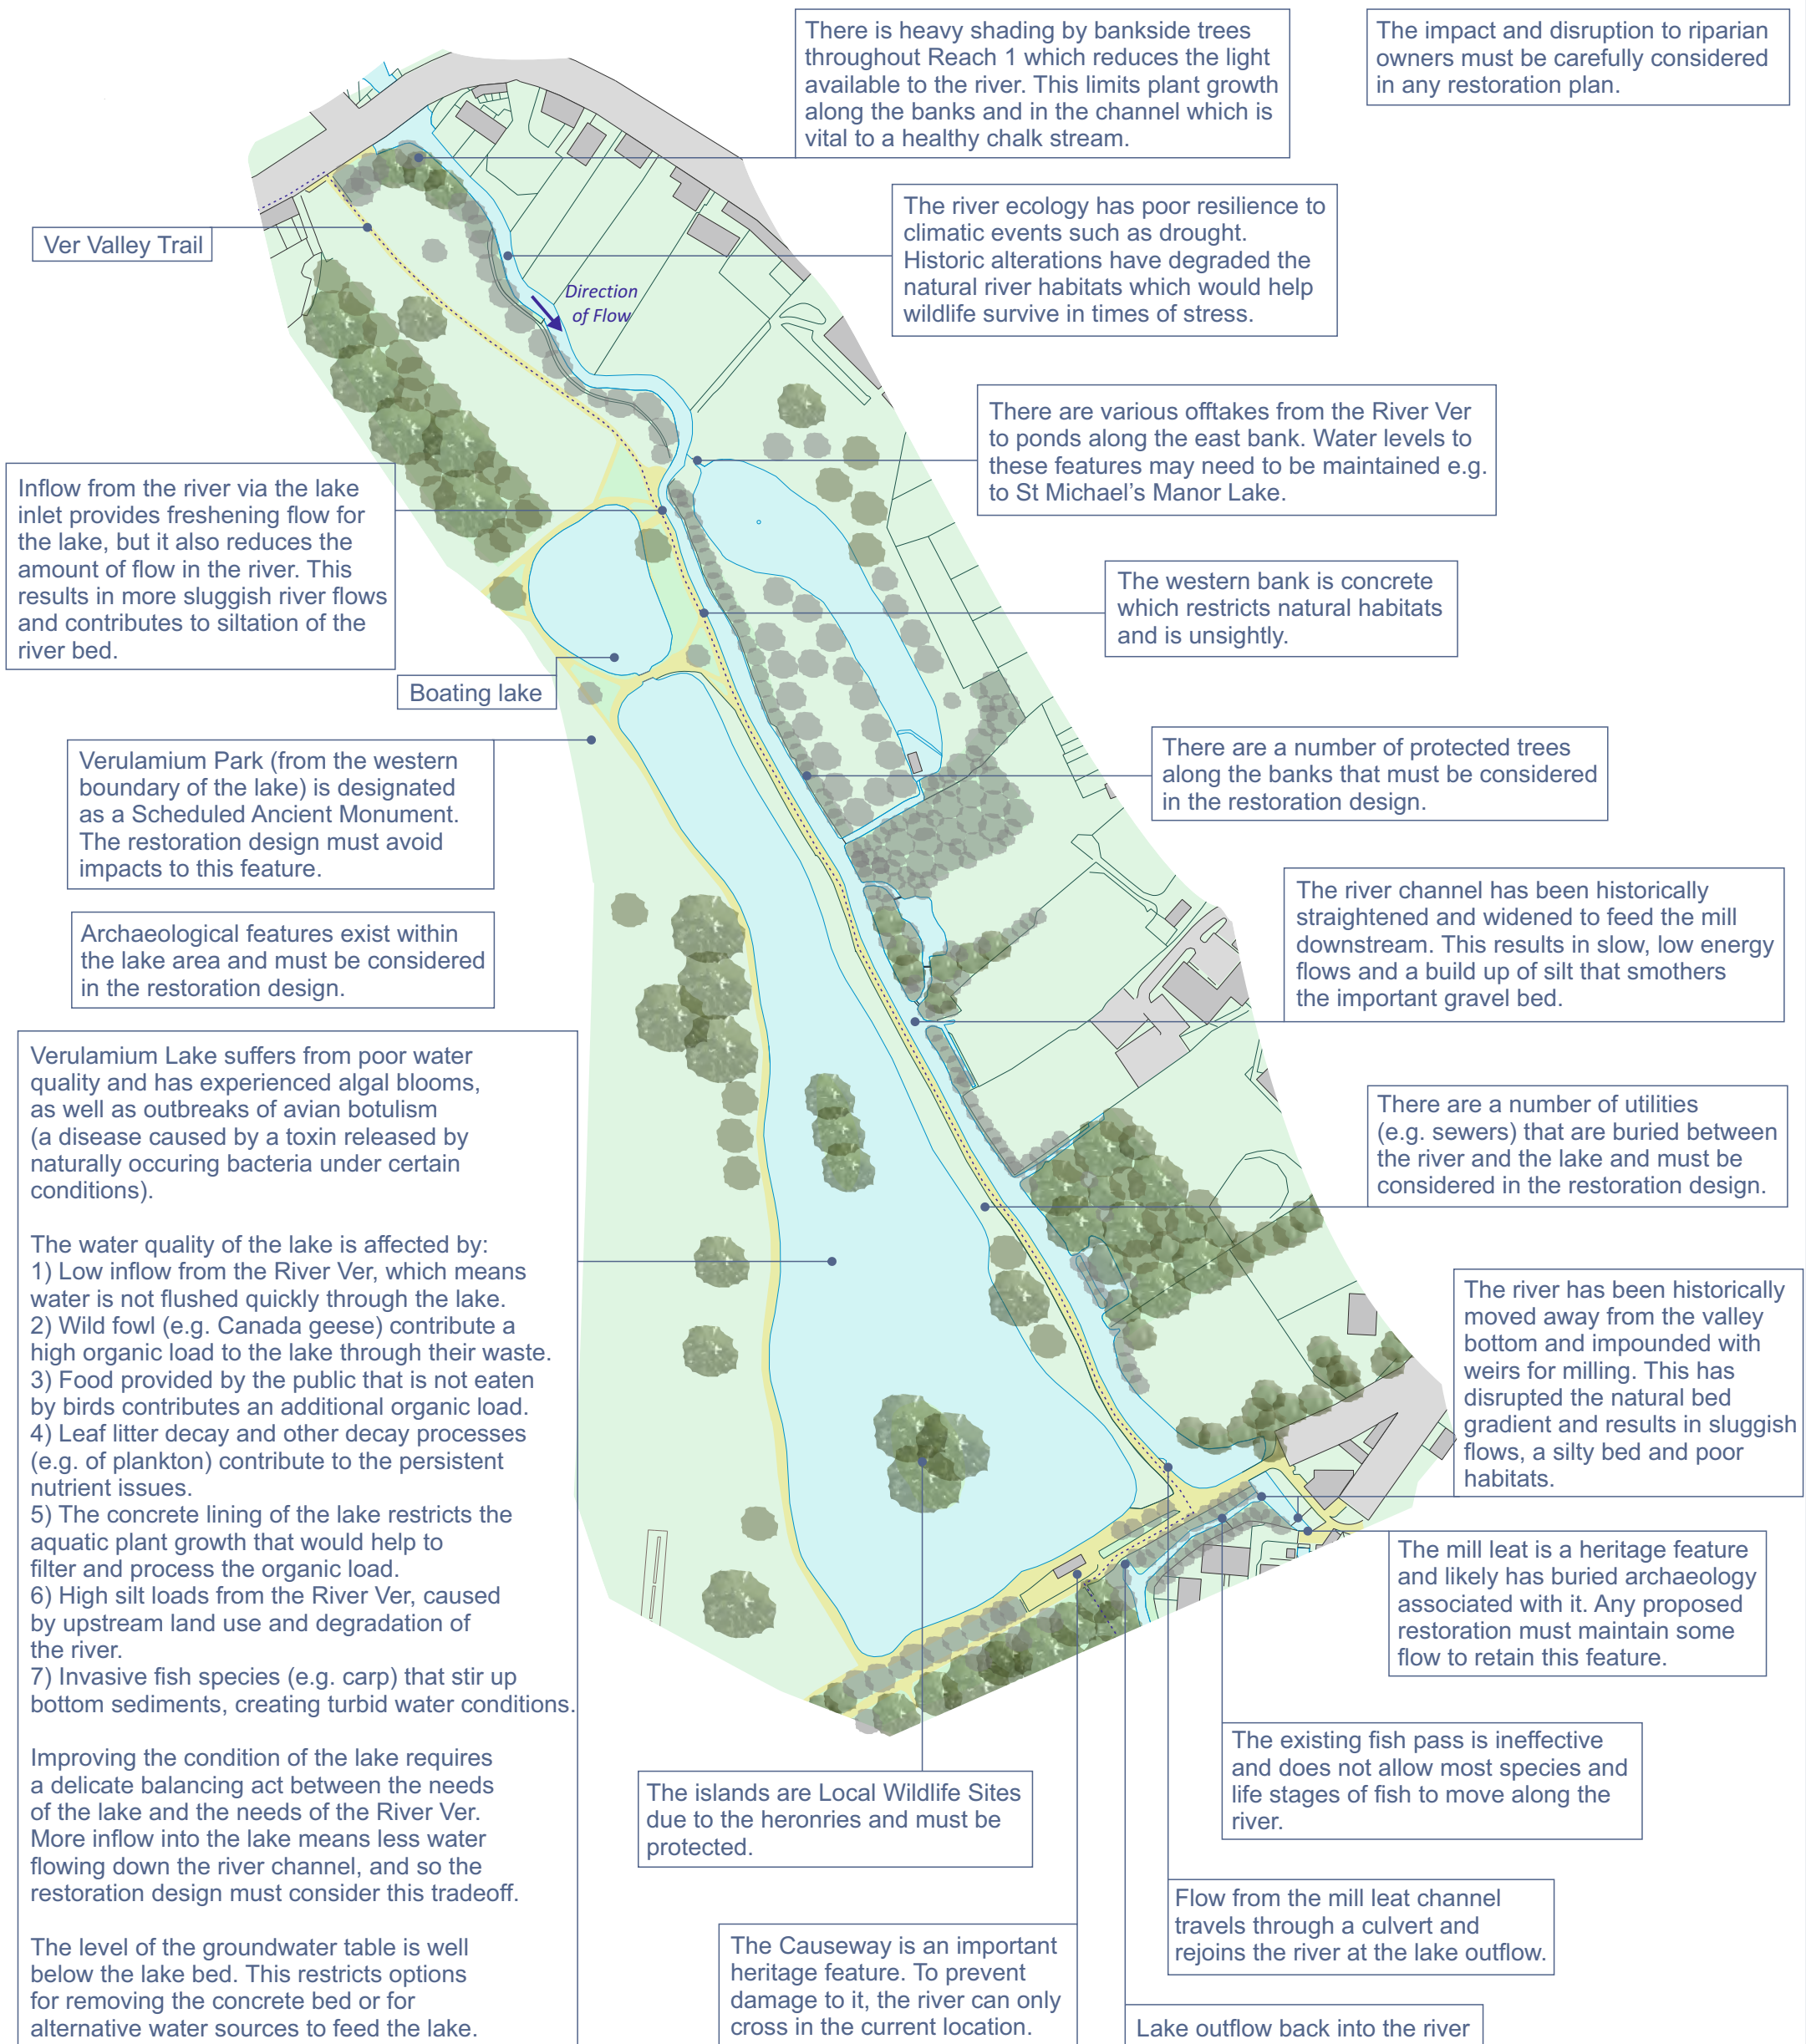 There is heavy shading by bankside trees
throughout Reach 1 which reduces the light
available to the river. This limits plant growth
along the banks and in the channel which is
vital to a healthy chalk stream.
The impact and disruption to riparian
owners must be carefully considered
in any restoration plan.
Ver Valley Trail
The river ecology has poor resilience to
climatic events such as drought.
Historic alterations have degraded the
natural river habitats which would help
wildlife survive in times of stress.
Direction
of Flow
There are various offtakes from the River Ver
to ponds along the east bank. Water levels to
these features may need to be maintained e.g.
to St Michael's Manor Lake.
Inflow from the river via the lake
inlet provides freshening flow for
the lake, but it also reduces the
amount of flow in the river. This
results in more sluggish river flows
and contributes to siltation of the
river bed.
The western bank is concrete
which restricts natural habitats
and is unsightly.
Boating lake
Verulamium Park (from the western
boundary of the lake) is designated
as a Scheduled Ancient Monument.
The restoration design must avoid
impacts to this feature.
There are a number of protected trees
along the banks that must be considered
in the restoration design.
Archaeological features exist within
the lake area and must be considered
in the restoration design.
The river channel has been historically
straightened and widened to feed the mill
downstream. This results in slow, low energy
flows and a build up of silt that smothers
the important gravel bed.
Verulamium Lake suffers from poor water
quality and has experienced algal blooms,
as well as outbreaks of avian botulism
(a disease caused by a toxin released by
naturally occuring bacteria under certain
conditions).
The water quality of the lake is affected by:
1) Low inflow from the River Ver, which means
water is not flushed quickly through the lake.
2) Wild fowl (e.g. Canada geese) contribute a
high organic load to the lake through their waste.
3) Food provided by the public that is not eaten
by birds contributes an additional organic load.
4) Leaf litter decay and other decay processes
(e.g. of plankton) contribute to the persistent
nutrient issues.
5) The concrete lining of the lake restricts the
aquatic plant growth that would help to
filter and process the organic load.
6) High silt loads from the River Ver, caused
by upstream land use and degradation of
the river.
7) Invasive fish species (e.g. carp) that stir up
bottom sediments, creating turbid water conditions.
Improving the condition of the lake requires
a delicate balancing act between the needs
of the lake and the needs of the River Ver.
More inflow into the lake means less water
flowing down the river channel, and so the
restoration design must consider this tradeoff.
The level of the groundwater table is well
below the lake bed. This restricts options
for removing the concrete bed or for
alternative water sources to feed the lake.
There are a number of utilities
(e.g. sewers) that are buried between
the river and the lake and must be
considered in the restoration design.
The river has been historically
moved away from the valley
bottom and impounded with
weirs for milling. This has
disrupted the natural bed
gradient and results in sluggish
flows, a silty bed and poor
habitats.
The mill leat is a heritage feature
and likely has buried archaeology
associated with it. Any proposed
restoration must maintain some
flow to retain this feature.
The existing fish pass is ineffective
and does not allow most species and
life stages of fish to move along the
river.
The islands are Local Wildlife Sites
due to the heronries and must be
protected.
Flow from the mill leat channel
travels through a culvert and
rejoins the river at the lake outflow.
The Causeway is an important
heritage feature. To prevent
damage to it, the river can only
cross in the current location.
Lake outflow back into the river